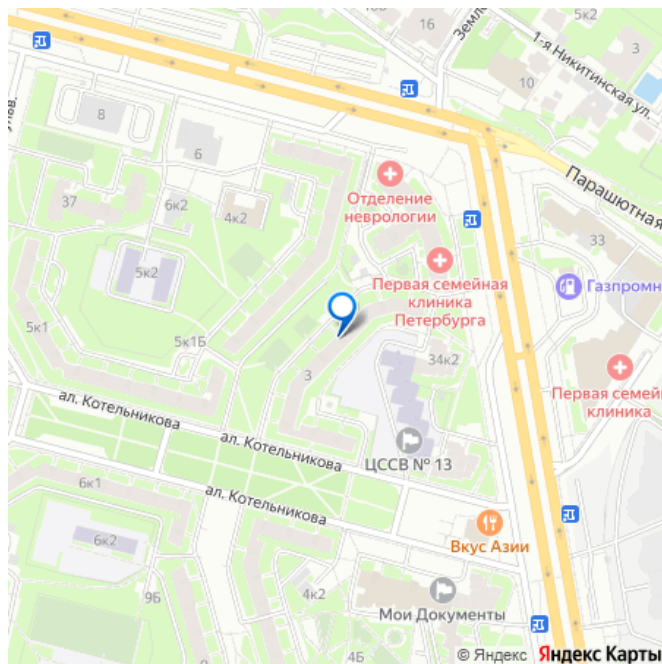 16
Земле
5к2
3
1-я Никитинская ул.
10
8
6
Отделение
неврологии
Парашютная
37
6к2
4к2
33
5к2
Первая семейная
клиника
Петербурга
Газпромн
5к1
5к1Б
34к2
3
Первая семей
клиника
ал. Котельникова
ал. Котельникова
ЦССВ № 13
6к1
ал. Котельникова
Вкус Азии
6к2
9Б
4к2
Мои Документы
4Б
© Яндекс Яндекс Карты